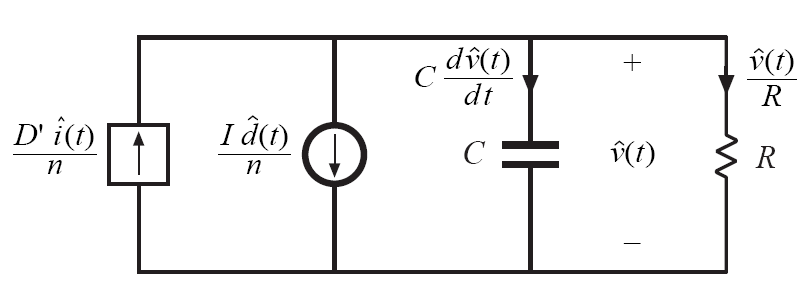 D' î(t)/n
I d̂(t)/n
C dv̂(t)/dt
C
+
v̂(t)
–
v̂(t)/R
R